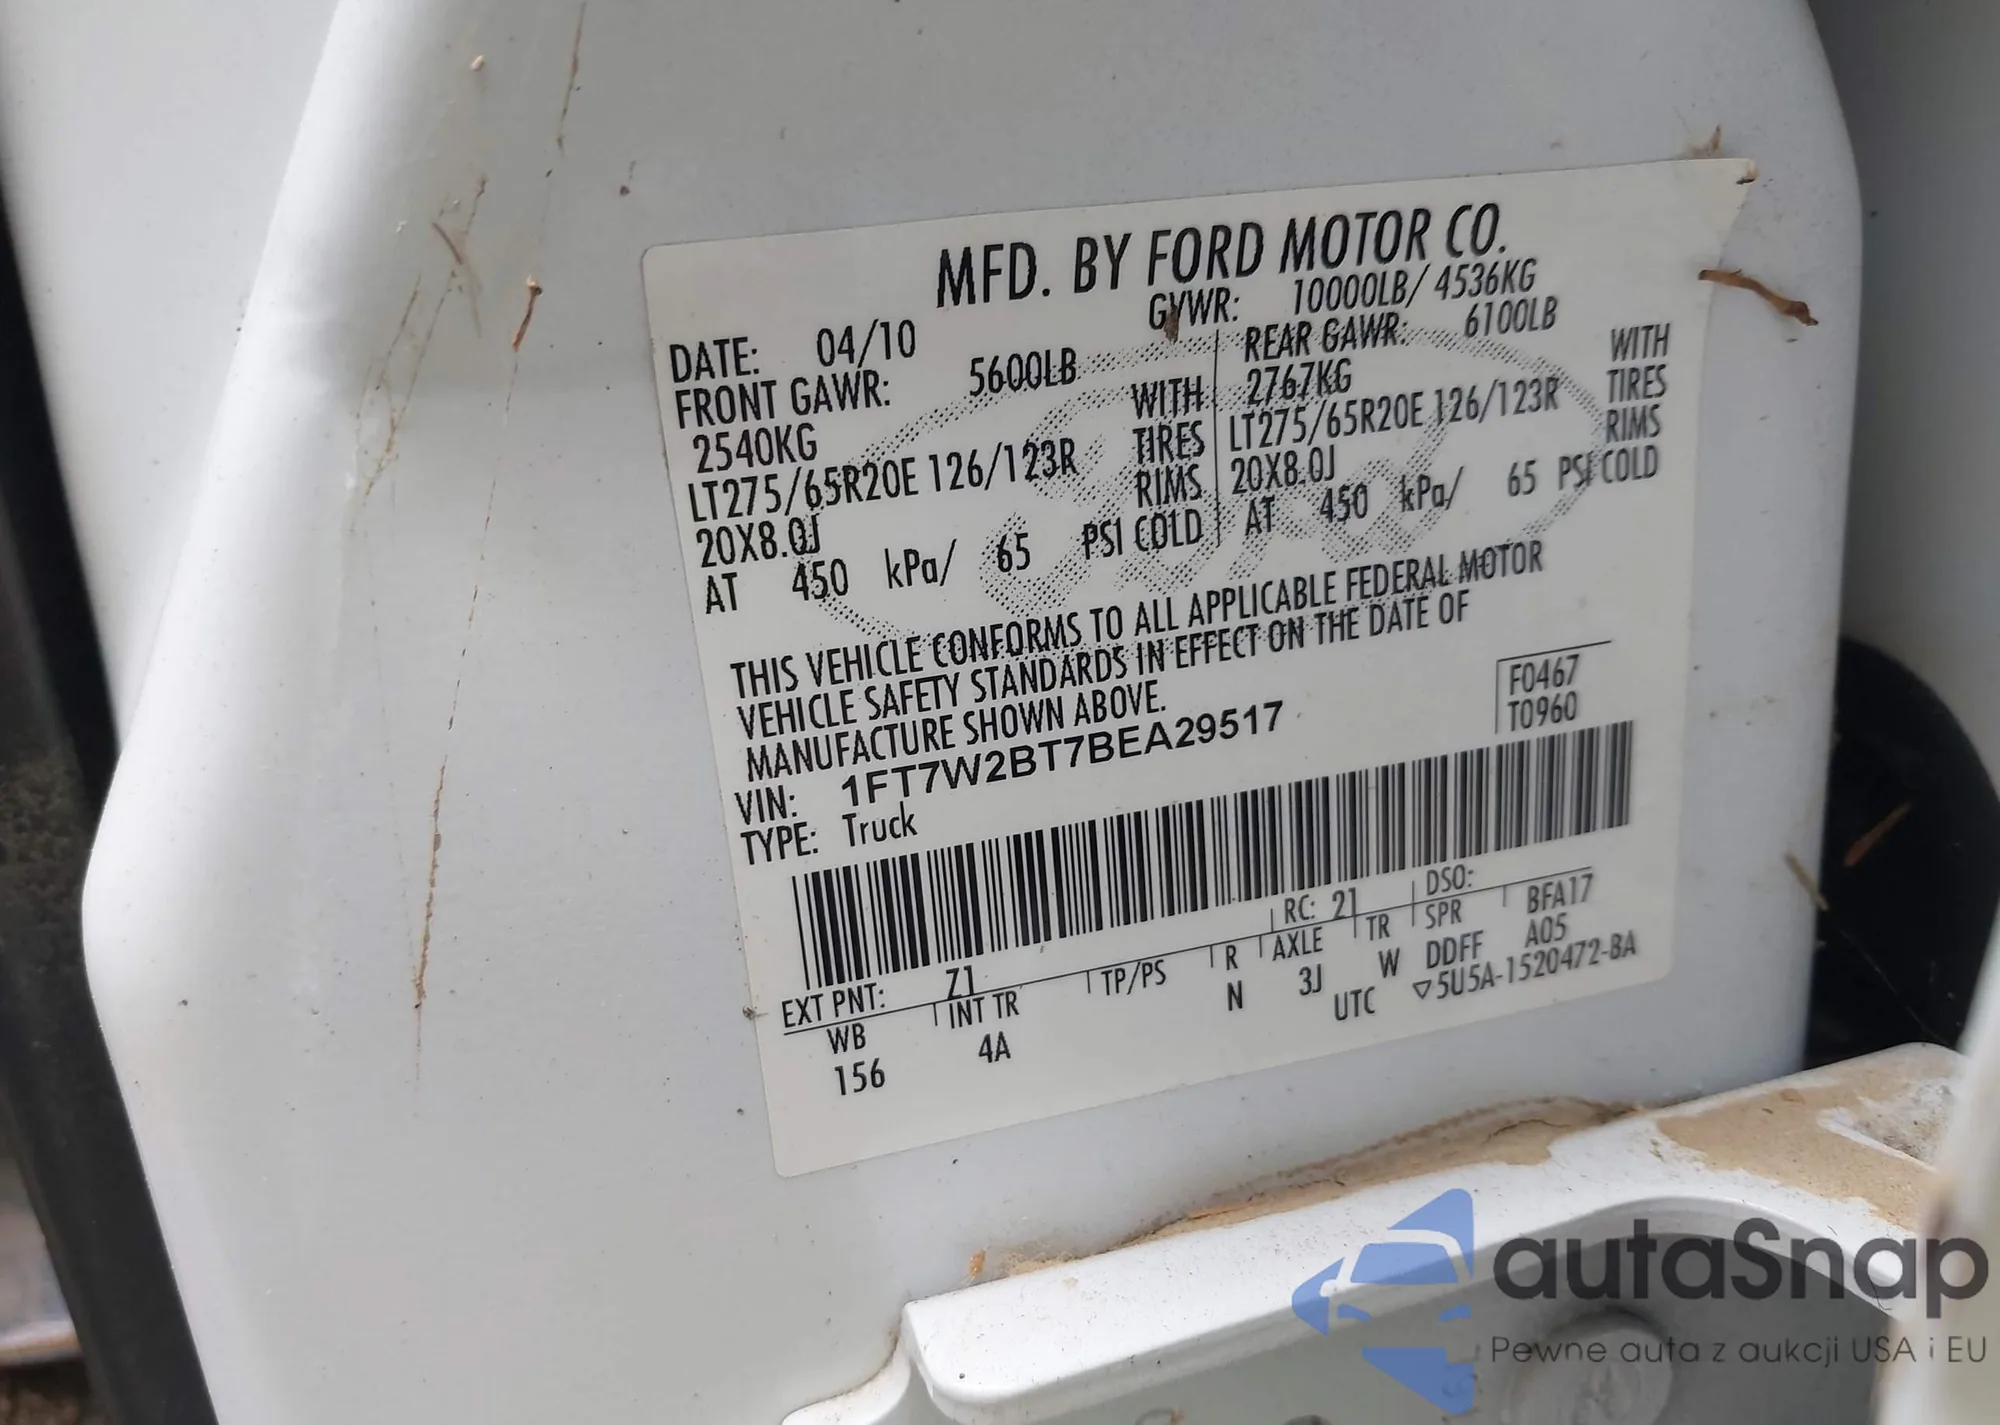 MFD. BY FORD MOTOR CO.
DATE: 04/10 GVWR: 10000LB/ 4536KG
FRONT GAWR: 5600LB REAR GAWR: 6100LB
2540KG WITH 2767KG WITH
LT275/65R20E 126/123R TIRES LT275/65R20E 126/123R TIRES
20X8.0J RIMS 20X8.0J RIMS
AT 450 kPa/ 65 PSI COLD AT 450 kPa/ 65 PSI COLD
THIS VEHICLE CONFORMS TO ALL APPLICABLE FEDERAL MOTOR
VEHICLE SAFETY STANDARDS IN EFFECT ON THE DATE OF
MANUFACTURE SHOWN ABOVE.
VIN: 1FT7W2BT7BEA29517
TYPE: Truck
F0467
T0960
EXT PNT: Z1 RC: 21 DSO:
WB INT TR TP/PS R AXLE TR SPR BFA17
156 4A N 3J W DDFF A05
UTC ▽5U5A-1520472-BA
autaSnap
Pewne auta z aukcji USA i EU